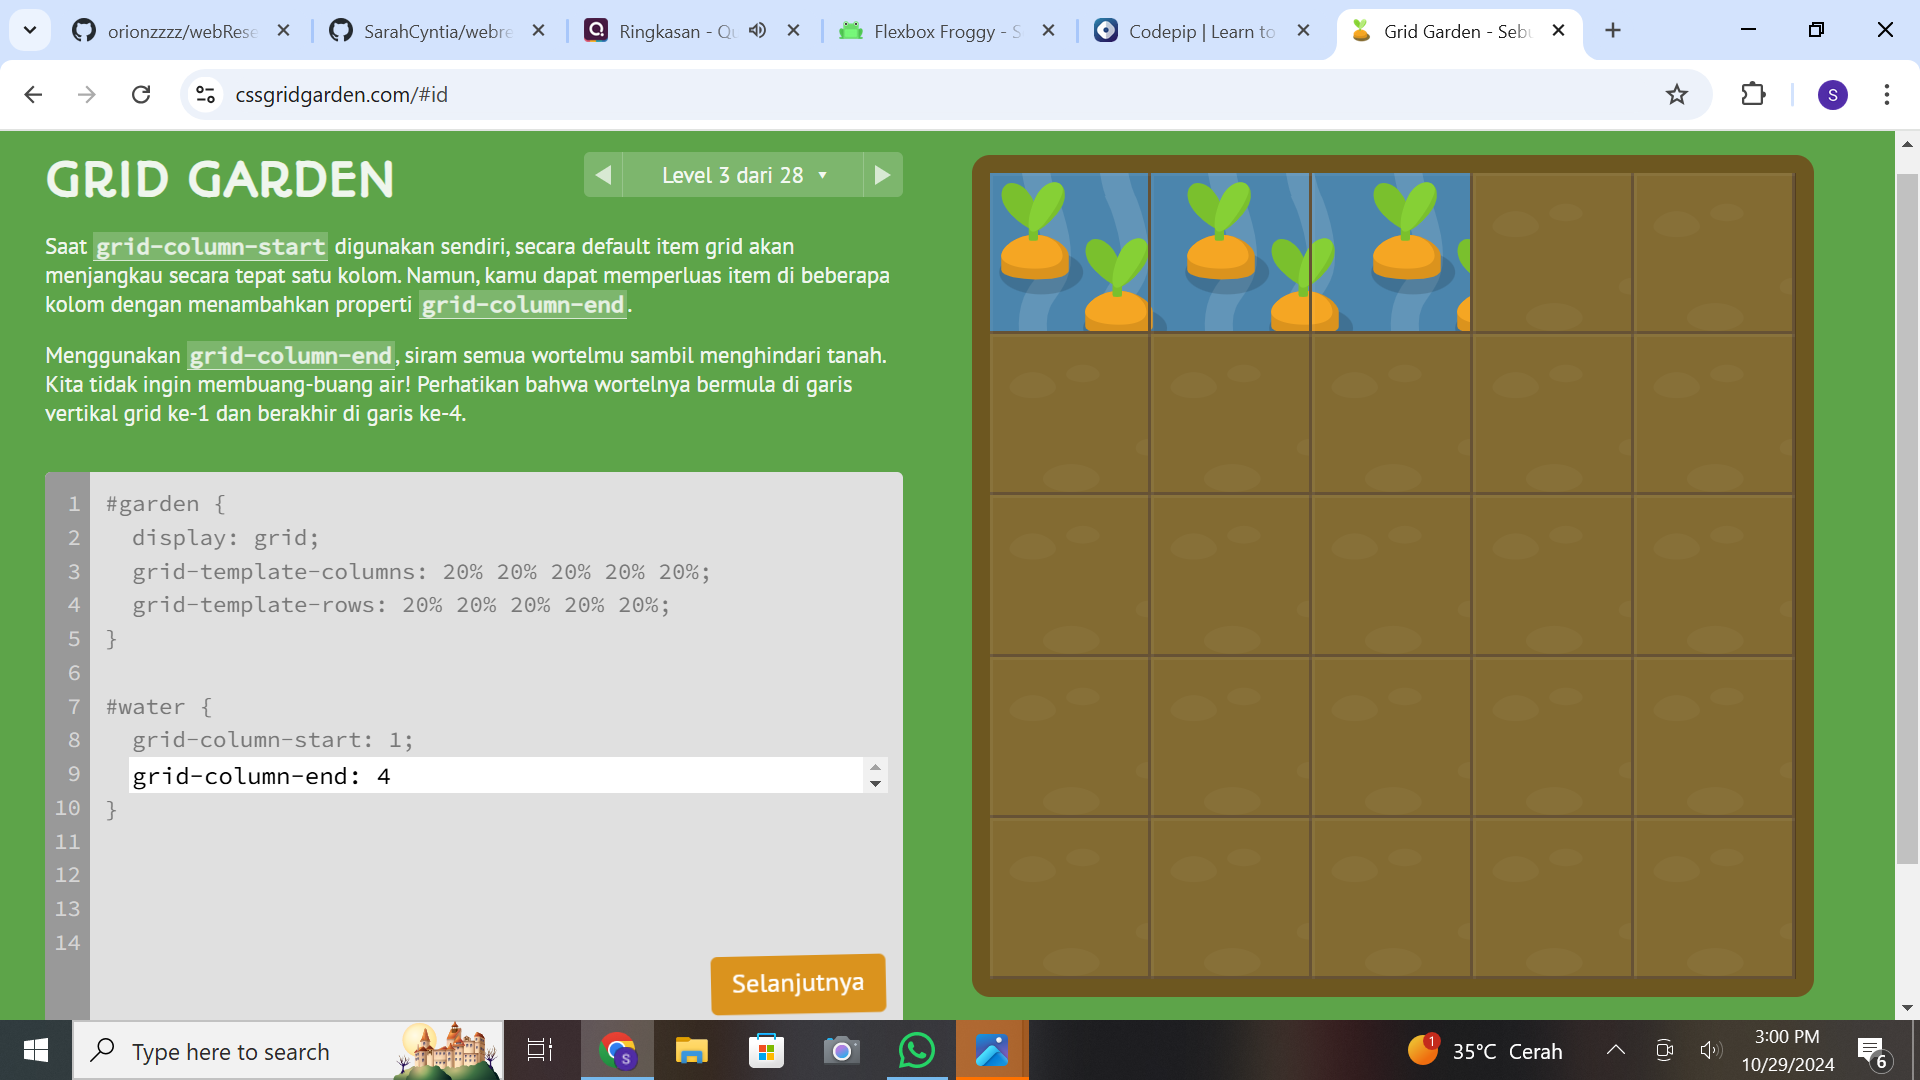 orionzzzz/webRese
SarahCyntia/webre
Ringkasan - Qu
Flexbox Froggy - S
Codepip | Learn to
Grid Garden - Sebu
cssgridgarden.com/#id
S
GRID GARDEN
Level 3 dari 28
Saat grid-column-start digunakan sendiri, secara default item grid akan
menjangkau secara tepat satu kolom. Namun, kamu dapat memperluas item di beberapa
kolom dengan menambahkan properti grid-column-end.
Menggunakan grid-column-end, siram semua wortelmu sambil menghindari tanah.
Kita tidak ingin membuang-buang air! Perhatikan bahwa wortelnya bermula di garis
vertikal grid ke-1 dan berakhir di garis ke-4.
1 #garden {
2 display: grid;
3 grid-template-columns: 20% 20% 20% 20% 20%;
4 grid-template-rows: 20% 20% 20% 20% 20%;
5 }
6
7 #water {
8 grid-column-start: 1;
9 grid-column-end: 4
10 }
11
12
13
14
Selanjutnya
Type here to search
S
1
35°C Cerah
3:00 PM
10/29/2024
6